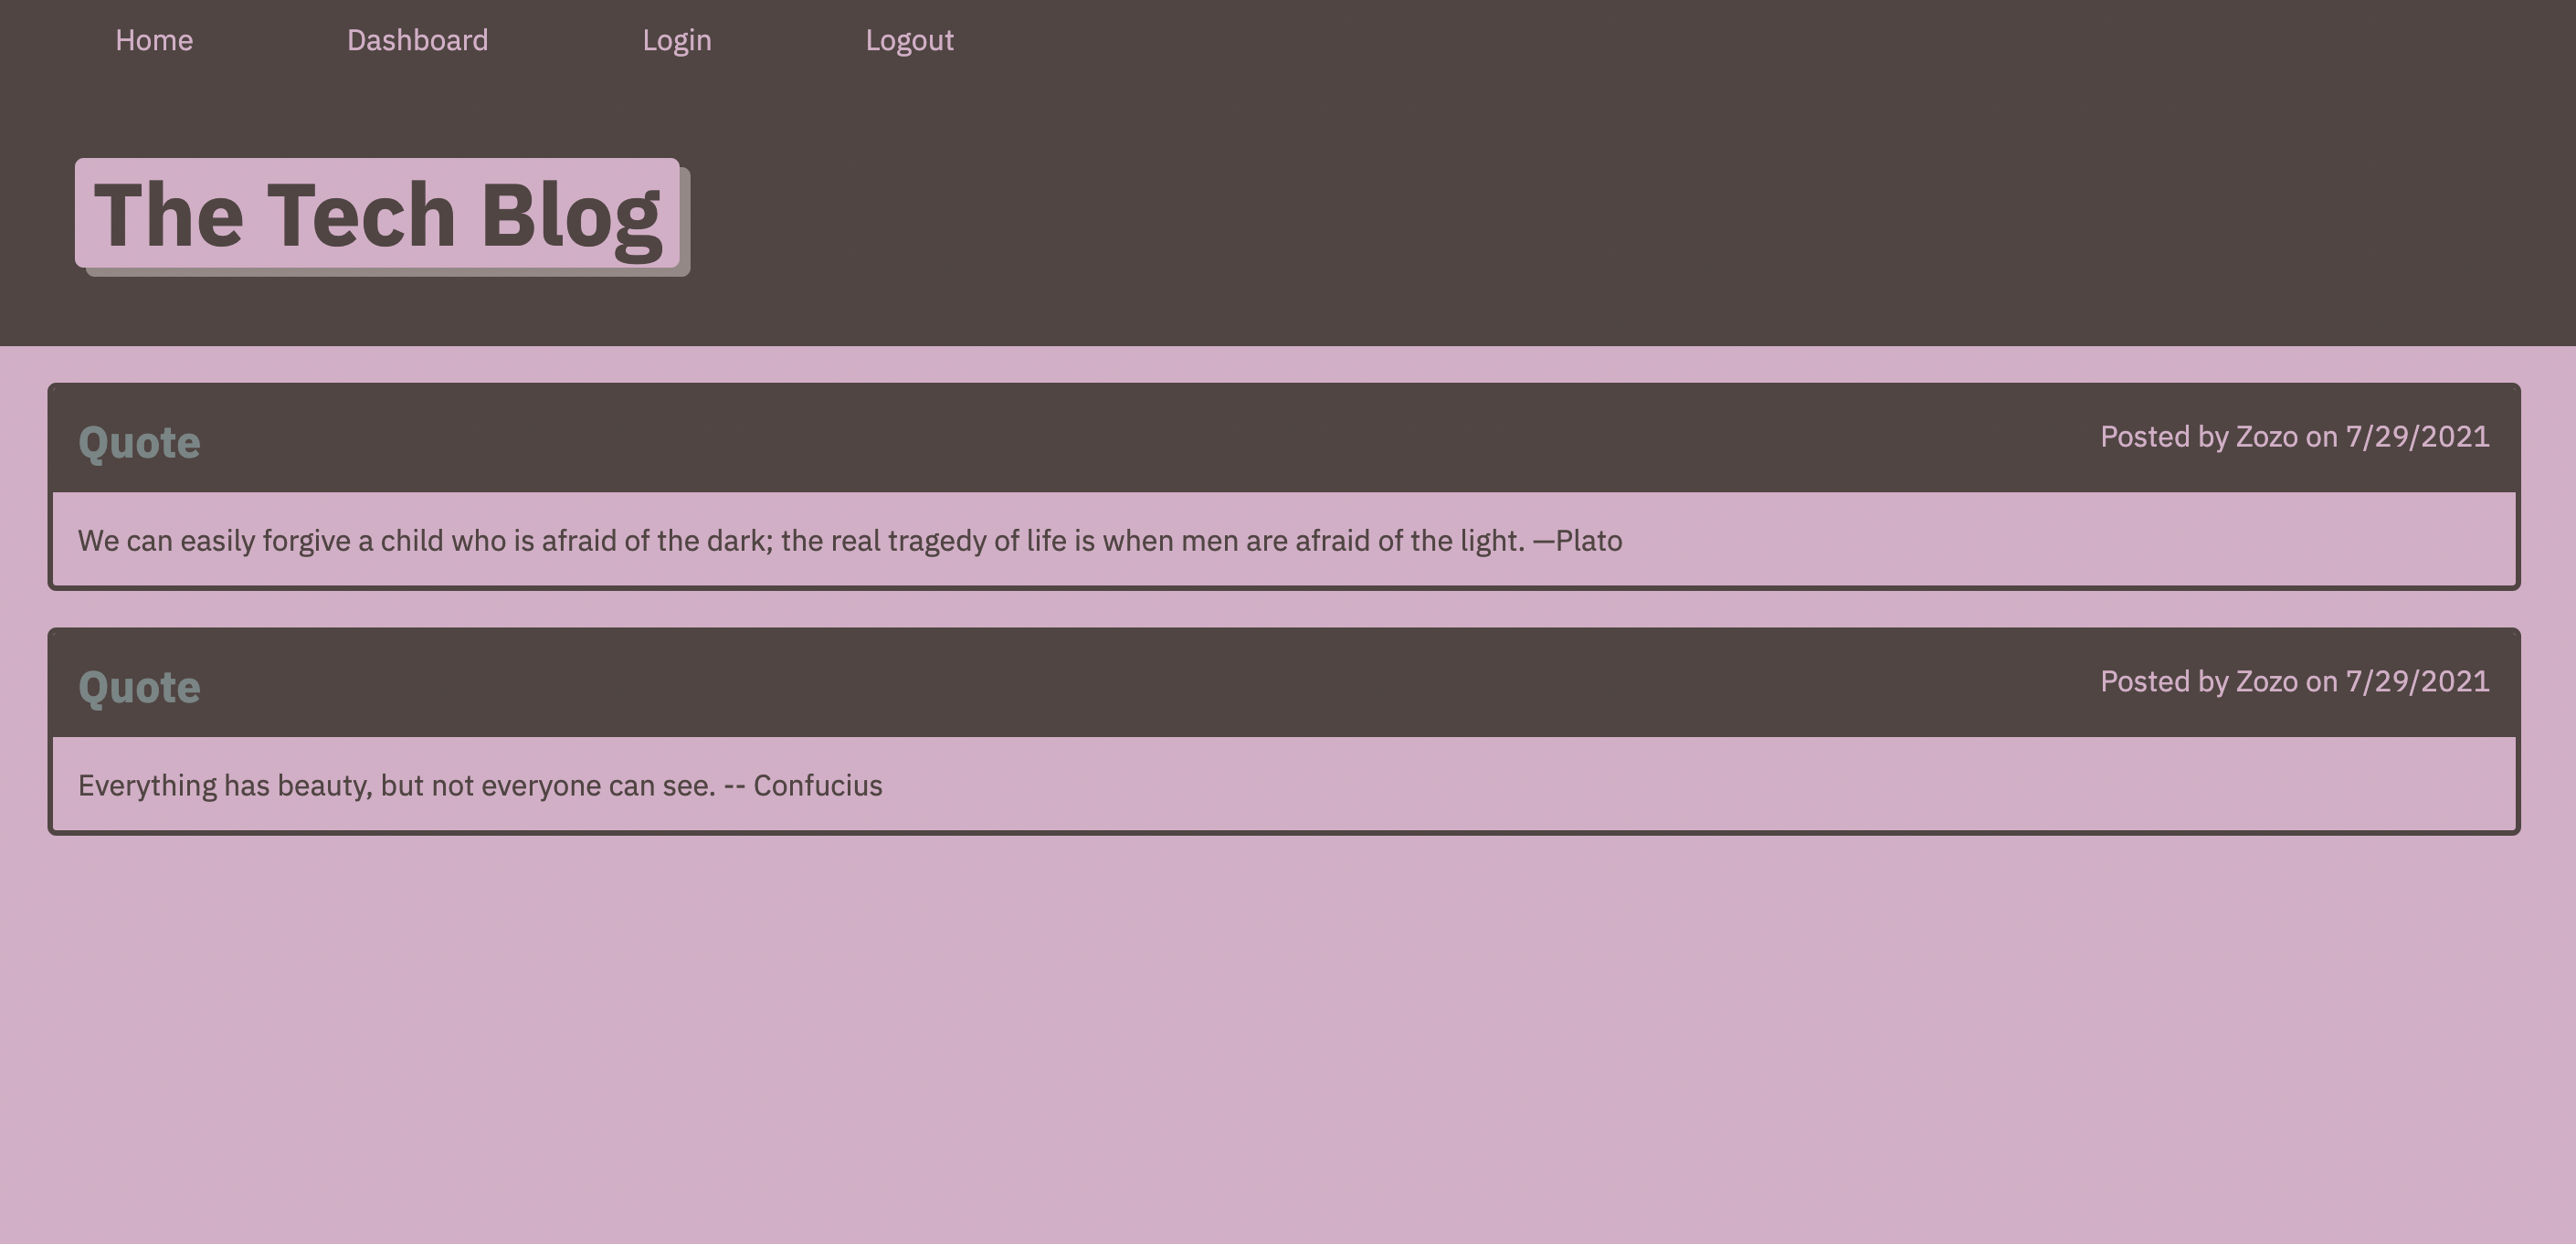 Home Dashboard Login Logout
The Tech Blog
Quote Posted by Zozo on 7/29/2021
We can easily forgive a child who is afraid of the dark; the real tragedy of life is when men are afraid of the light. —Plato
Quote Posted by Zozo on 7/29/2021
Everything has beauty, but not everyone can see. -- Confucius